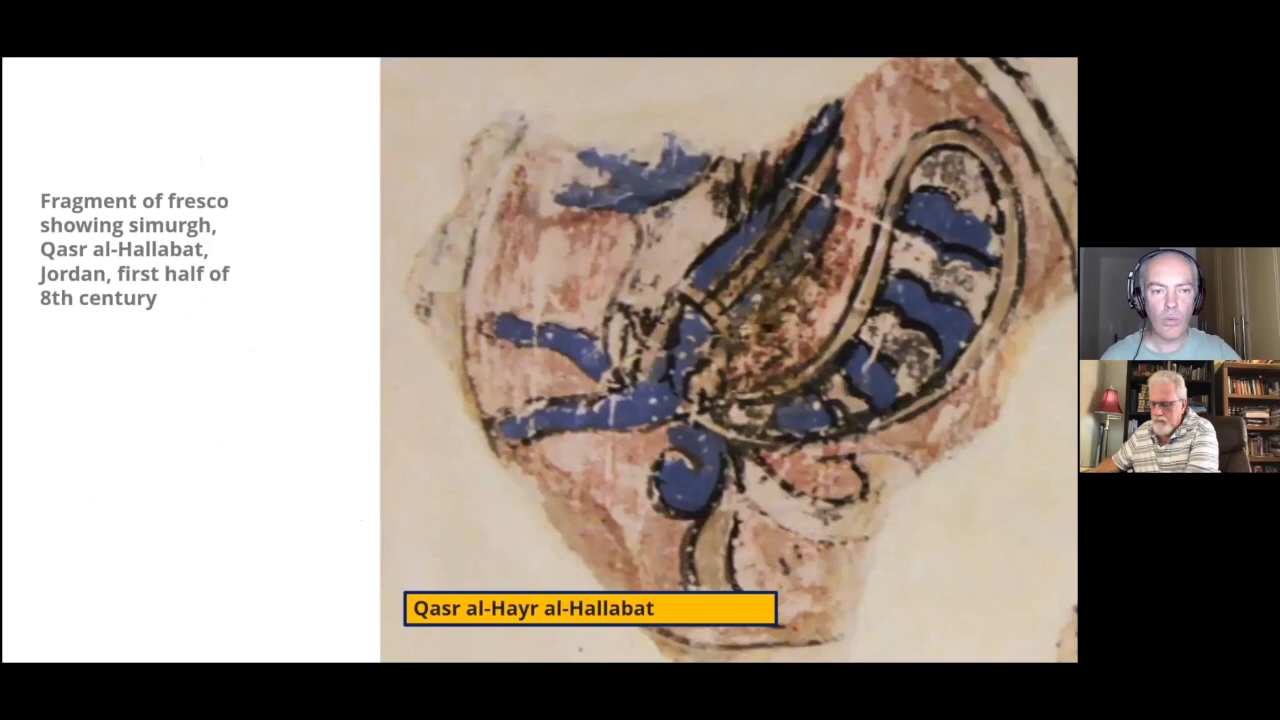 Fragment of fresco
showing simurgh,
Qasr al-Hallabat,
Jordan, first half of
8th century
Qasr al-Hayr al-Hallabat